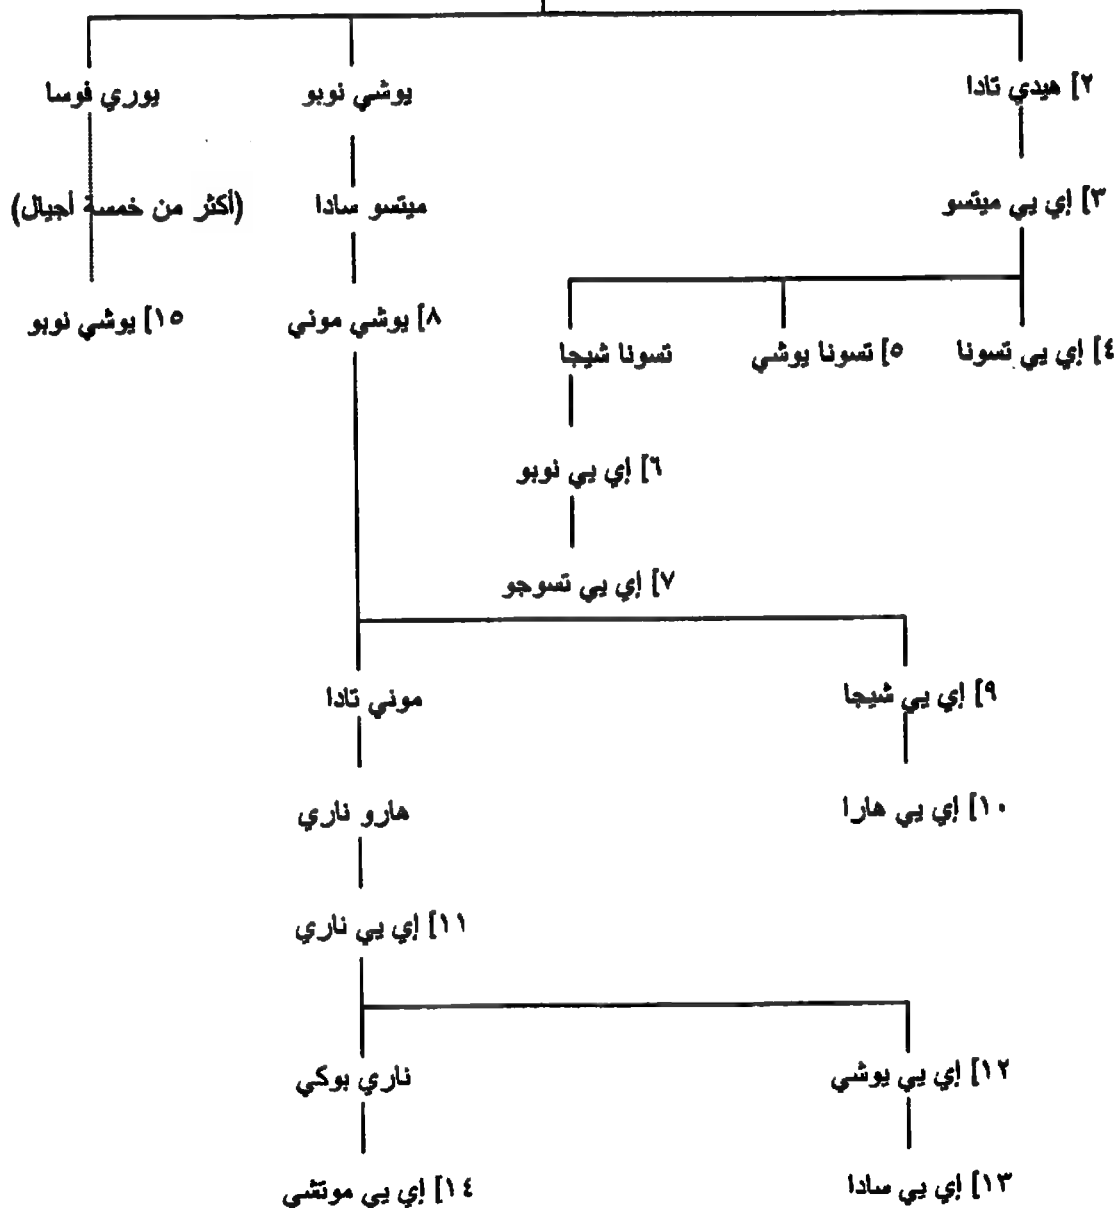 ٢] هيدي تادا
يوشي نوبو
يوري فوسا
٣] إي يي ميتسو
ميتسو سادا
(أكثر من خمسة أجيال)
٨] يوشي موني
١٥] يوشي نوبو
٤] إي يي تسونا
٥] تسونا يوشي
تسونا شيجا
٦] إي يي نوبو
٧] إي يي تسوجو
٩] إي يي شيجا
موني تادا
١٠] إي يي هارا
هارو ناري
١١] إي يي ناري
١٢] إي يي يوشي
ناري بوكي
١٣] إي يي سادا
١٤] إي يي موتشي